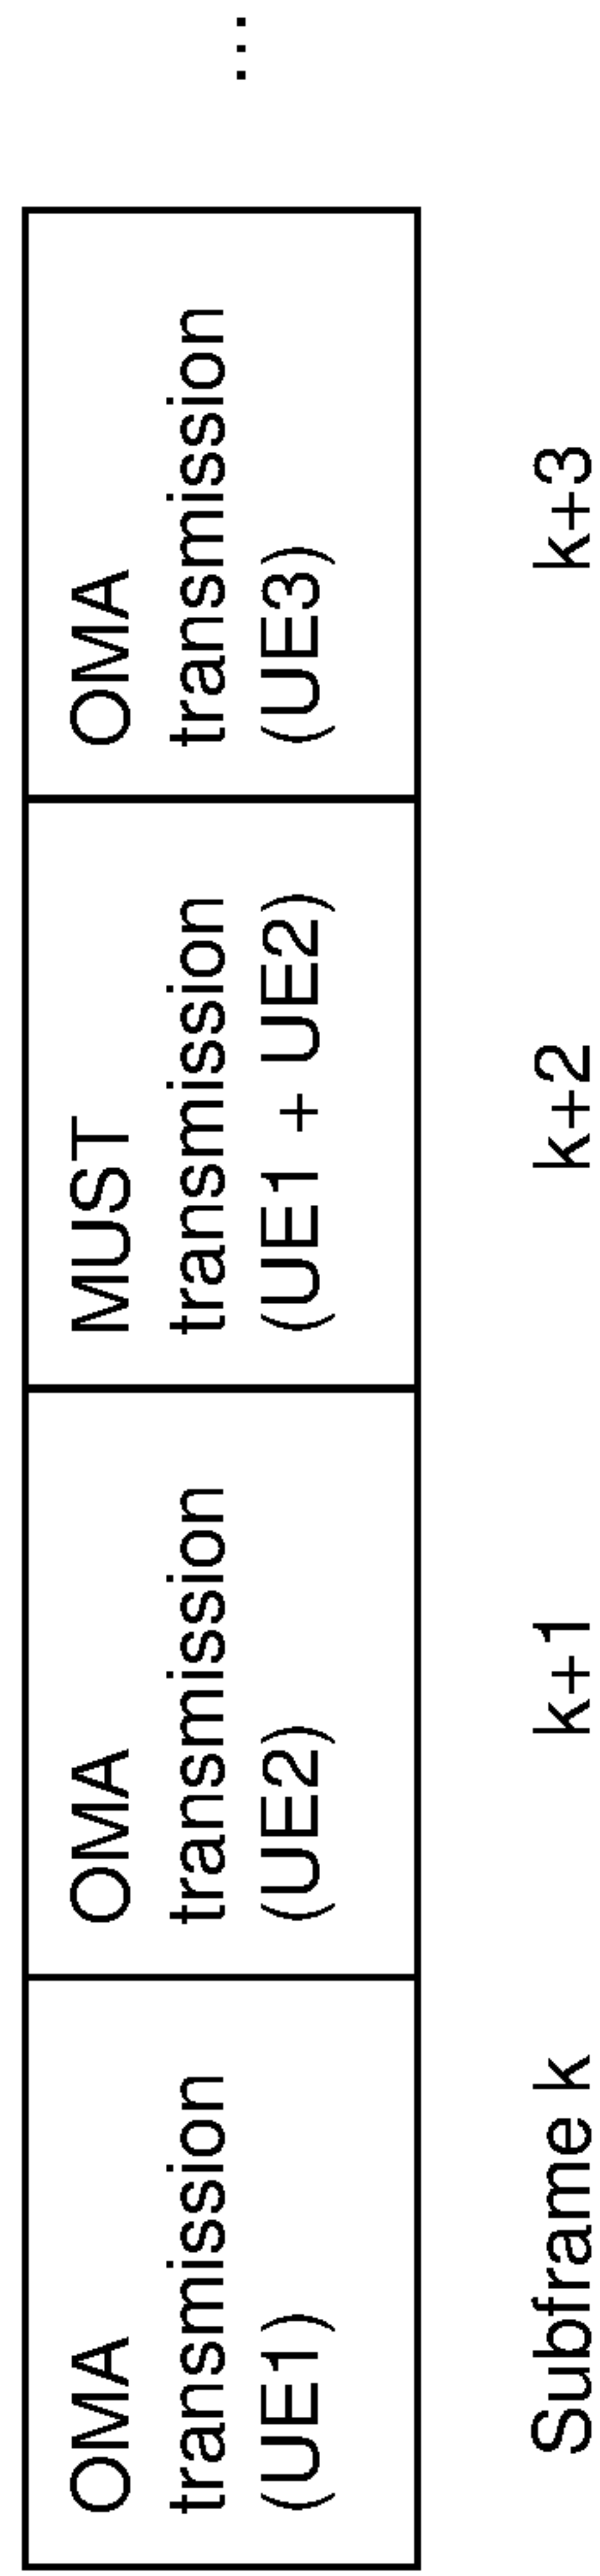 OMA
transmission
(UE1)
OMA
transmission
(UE2)
MUST
transmission
(UE1 + UE2)
OMA
transmission
(UE3)
...
Subframe k
k+1
k+2
k+3